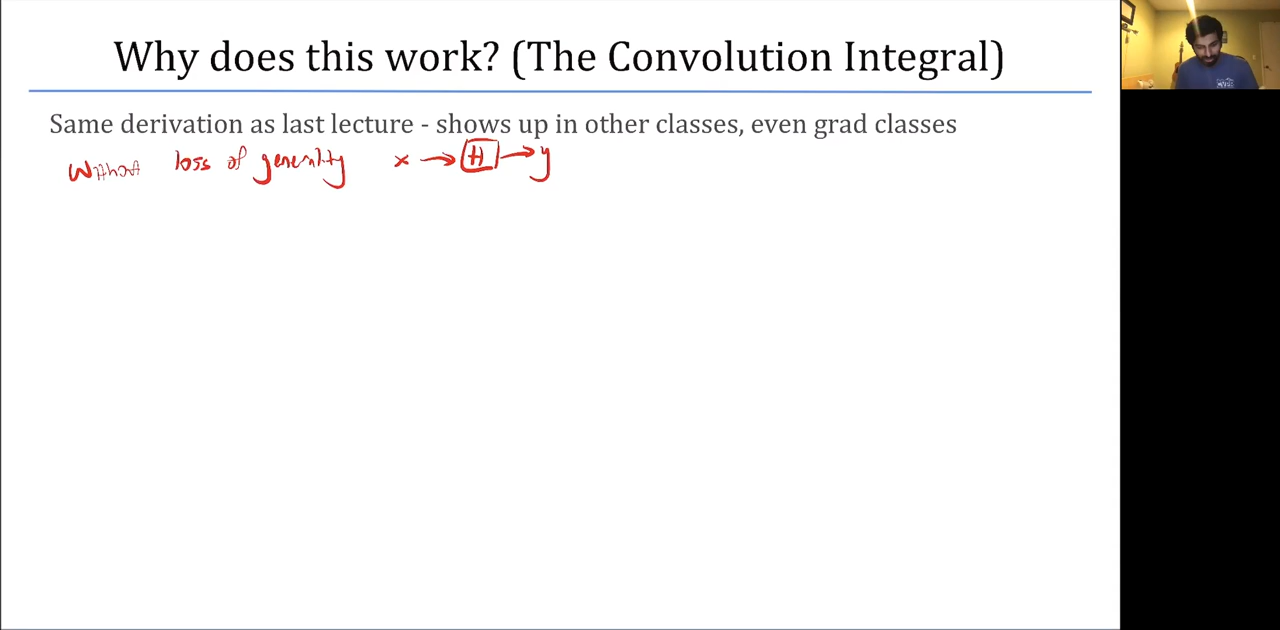 Why does this work? (The Convolution Integral)
Same derivation as last lecture - shows up in other classes, even grad classes
Without loss of generality x → H → y